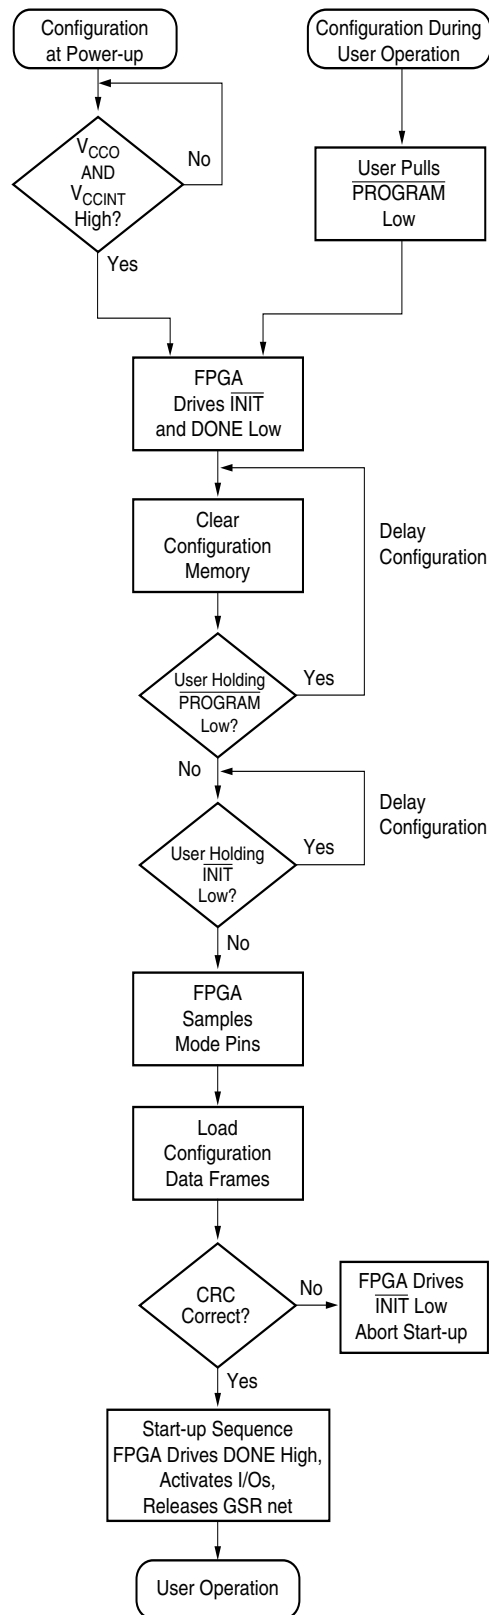 Configuration
at Power-up
Configuration During
User Operation
VCCO
AND
VCCINT
High?
No
Yes
User Pulls
PROGRAM
Low
FPGA
Drives INIT
and DONE Low
Clear
Configuration
Memory
Delay
Configuration
User Holding
PROGRAM
Low?
Yes
No
Delay
Configuration
User Holding
INIT
Low?
Yes
No
FPGA
Samples
Mode Pins
Load
Configuration
Data Frames
CRC
Correct?
No
FPGA Drives
INIT Low
Abort Start-up
Yes
Start-up Sequence
FPGA Drives DONE High,
Activates I/Os,
Releases GSR net
User Operation